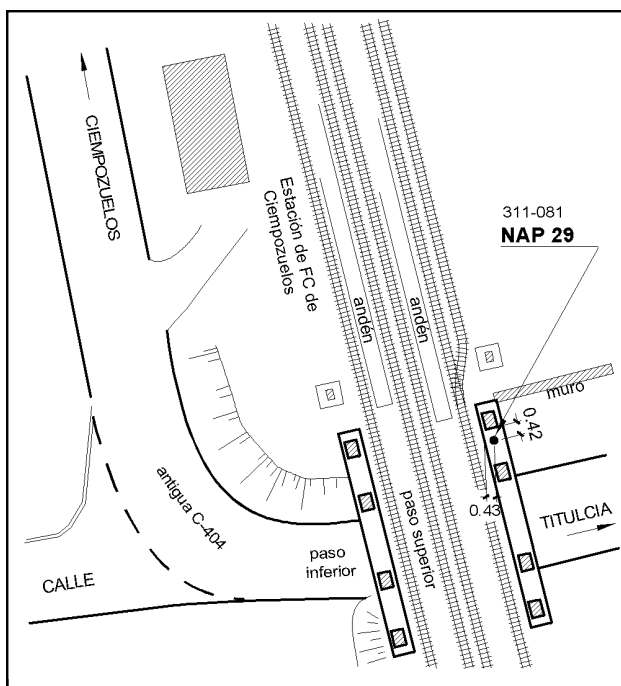 CIEMPOZUELOS
Estación de FC de
Ciempozuelos
311-081
NAP 29
andén
andén
muro
0.42
antigua C-404
paso superior
0.43
TITULCIA
paso
inferior
CALLE